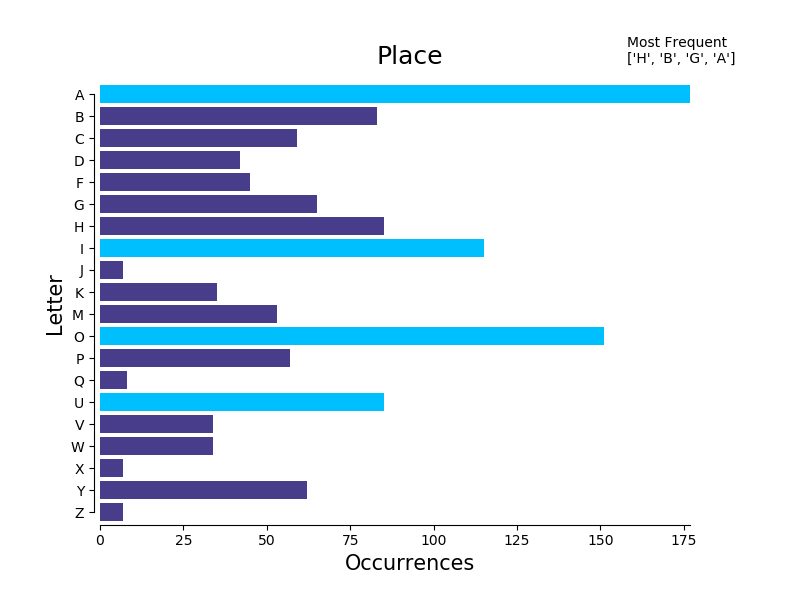 Most Frequent
['H', 'B', 'G', 'A']
Place
A
B
C
D
F
G
H
I
J
K
M
O
P
Q
U
V
W
X
Y
Z
Letter
0 25 50 75 100 125 150 175
Occurrences